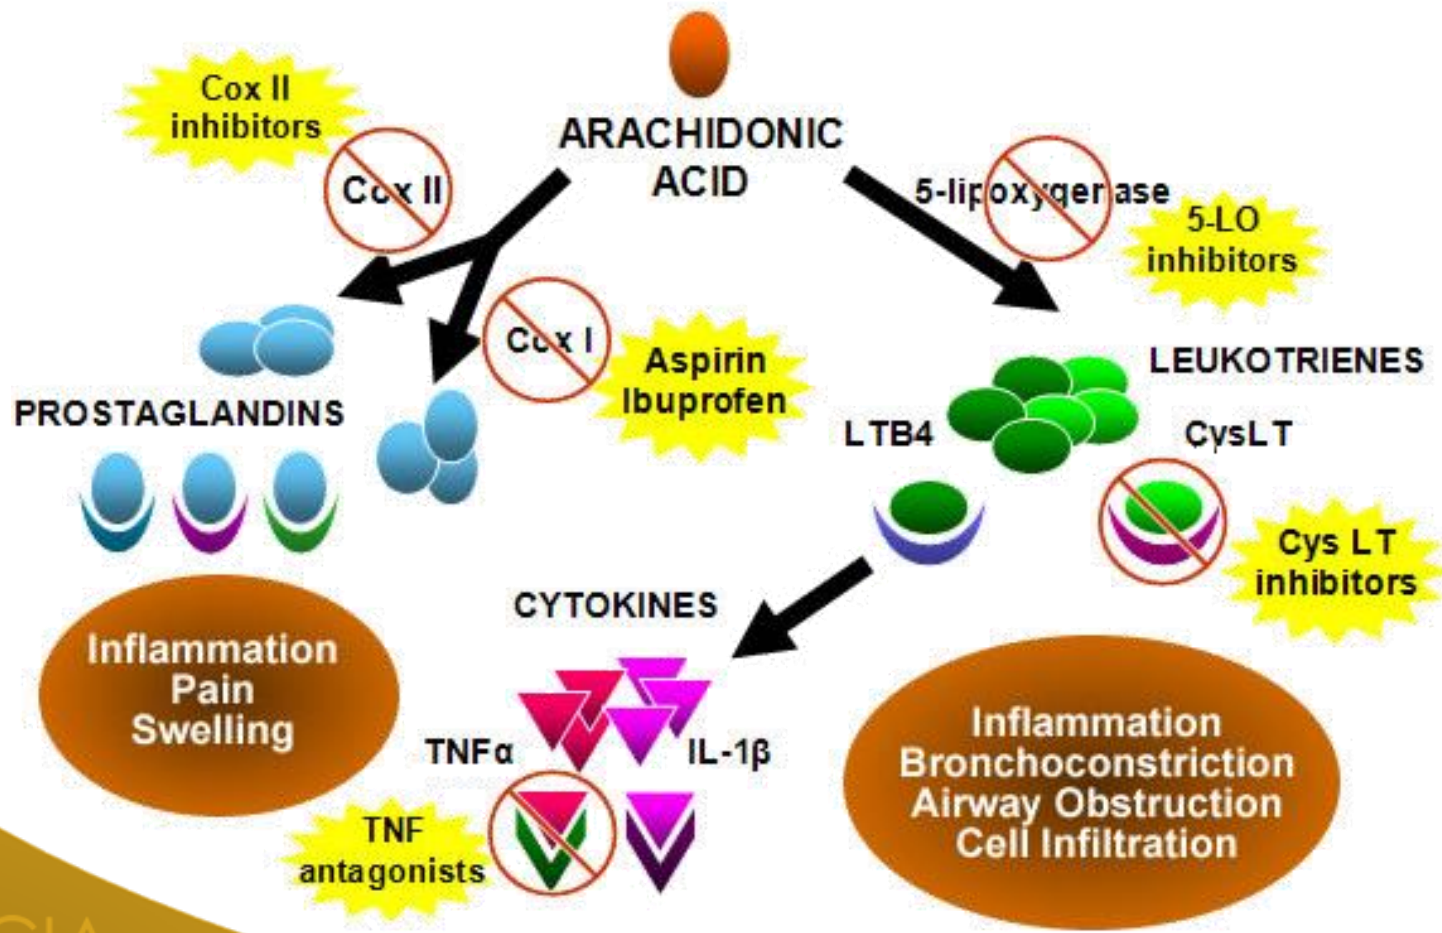 Cox II
inhibitors
ARACHIDONIC
ACID
Cox II
5-lipoxygenase
5-LO
inhibitors
Cox I
Aspirin
Ibuprofen
LEUKOTRIENES
PROSTAGLANDINS
LTB4
CysLT
Cys LT
inhibitors
CYTOKINES
Inflammation
Pain
Swelling
TNFα
IL-1β
Inflammation
Bronchoconstriction
Airway Obstruction
Cell Infiltration
TNF
antagonists